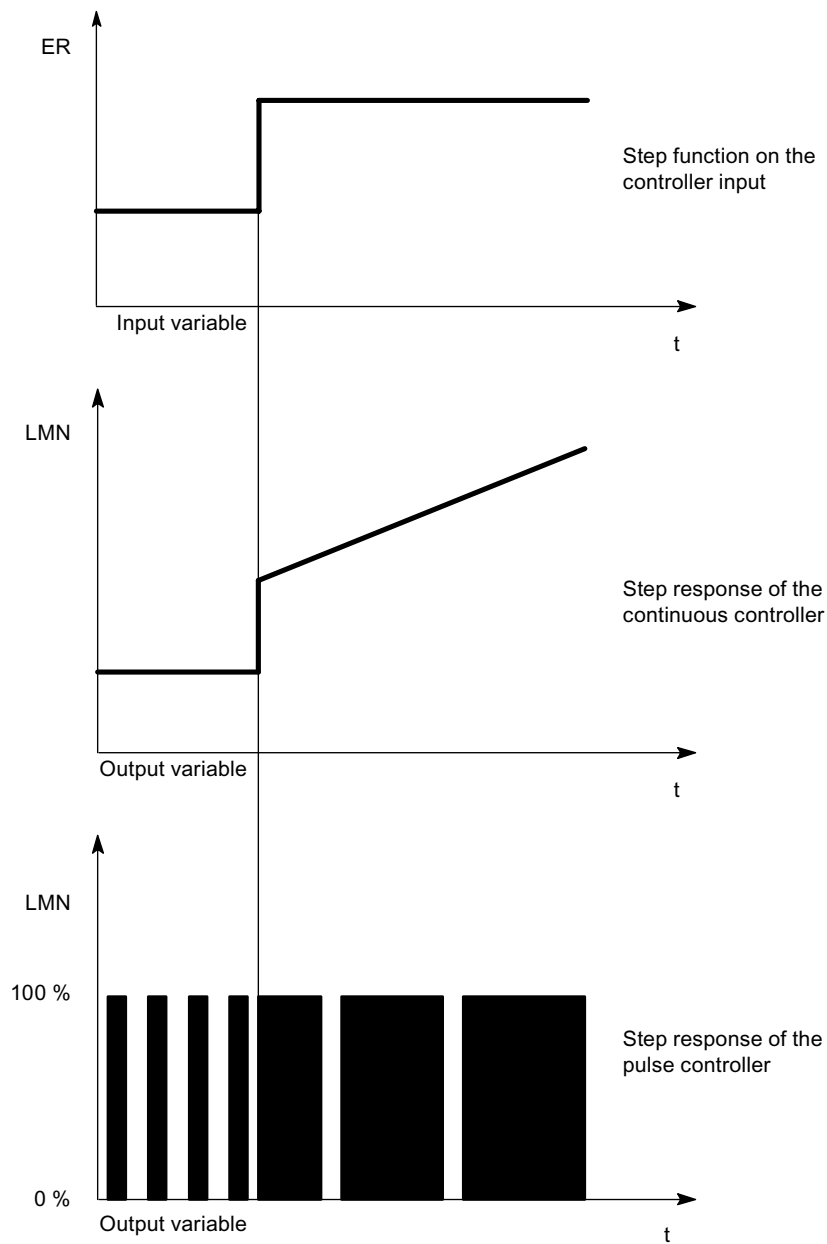 ER
Step function on the
controller input
Input variable
t
LMN
Step response of the
continuous controller
Output variable
t
LMN
100 %
Step response of the
pulse controller
0 %
Output variable
t